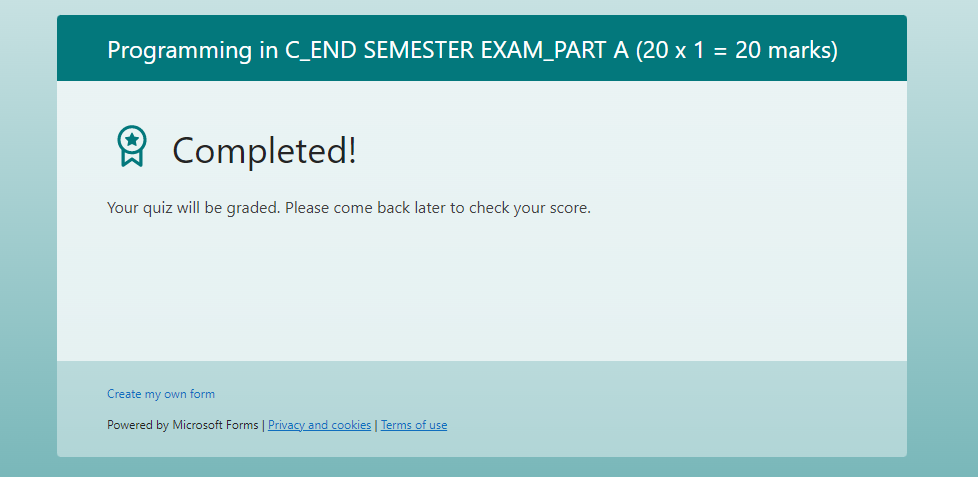 Programming in C_END SEMESTER EXAM_PART A (20 x 1 = 20 marks)
Completed!
Your quiz will be graded. Please come back later to check your score.
Create my own form
Powered by Microsoft Forms | Privacy and cookies | Terms of use